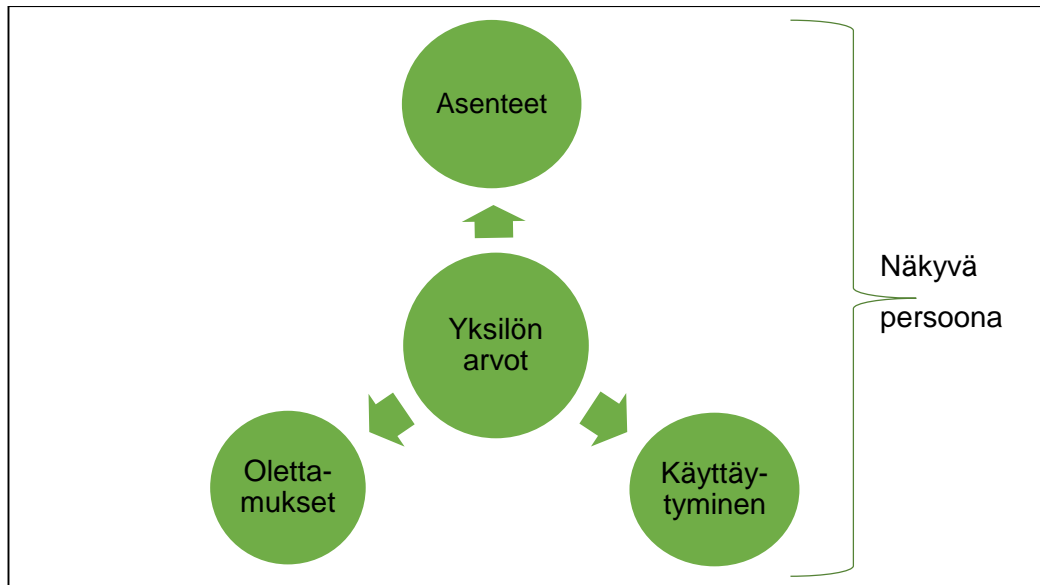 Asenteet
Yksilön
arvot
Näkyvä
persoona
Oletta-
mukset
Käyttäy-
tyminen